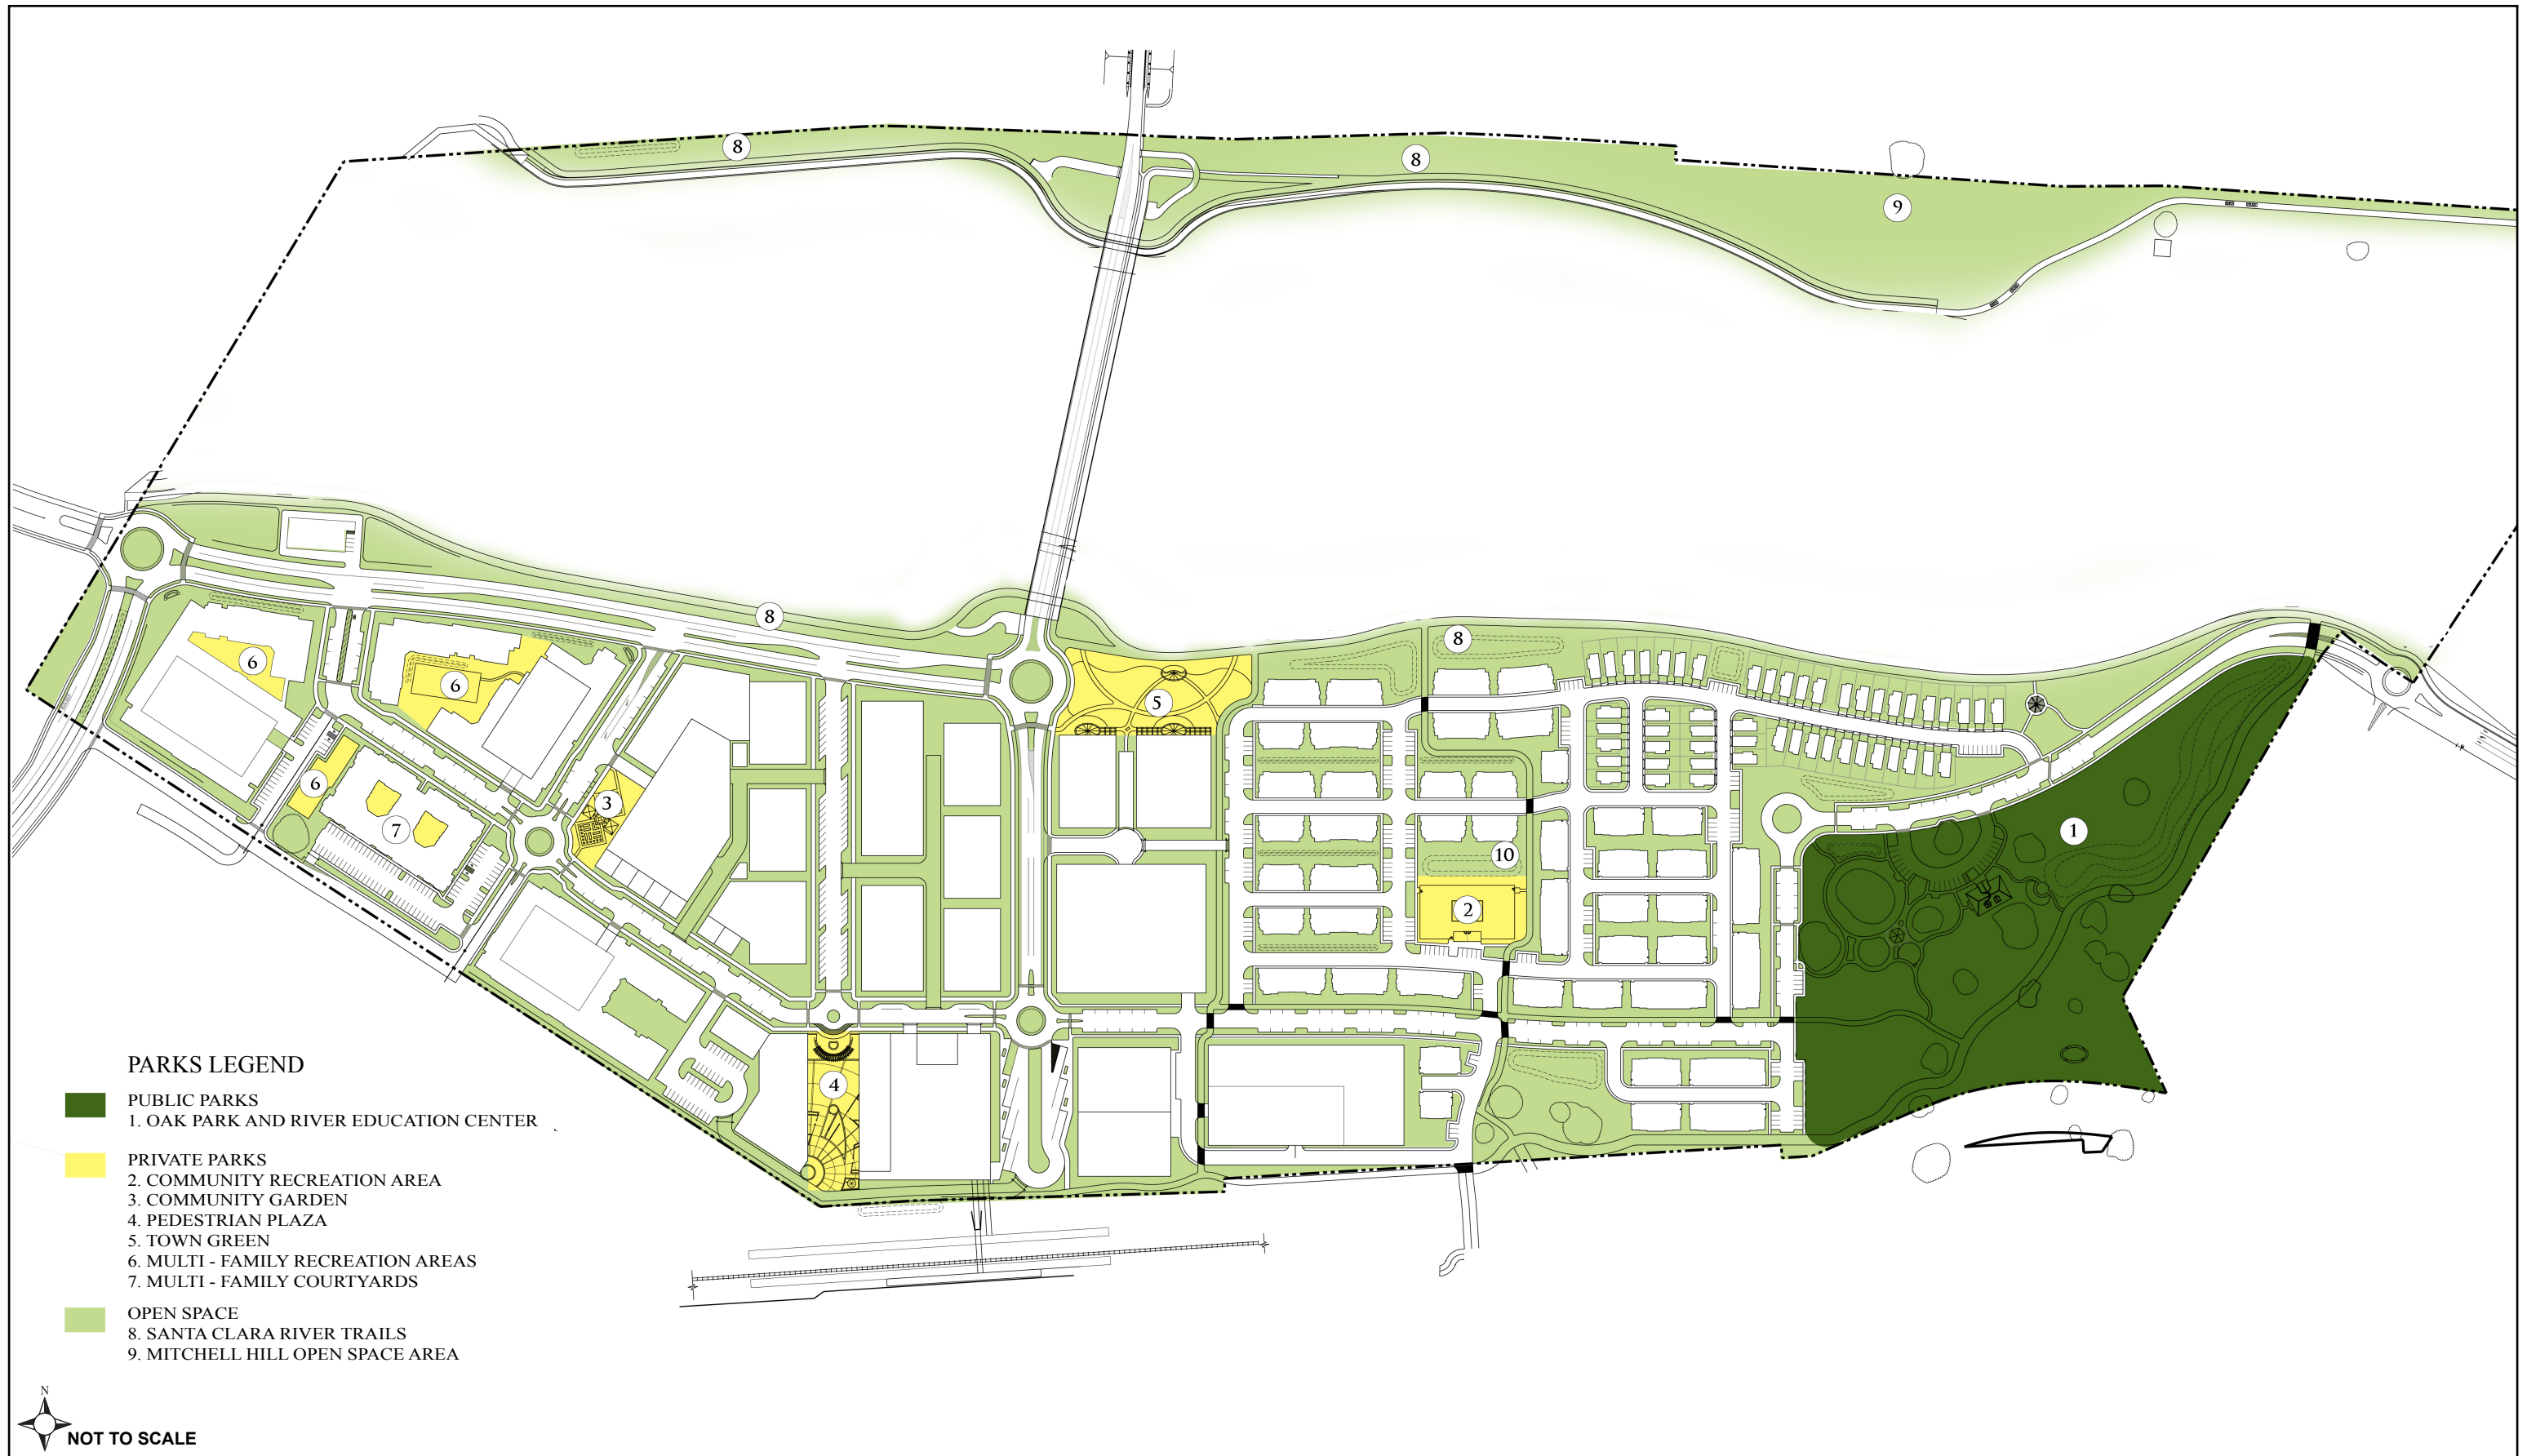 8
8
9
8
8
6
6
5
6
3
7
1
10
2
4
PARKS LEGEND
PUBLIC PARKS
1. OAK PARK AND RIVER EDUCATION CENTER
PRIVATE PARKS
2. COMMUNITY RECREATION AREA
3. COMMUNITY GARDEN
4. PEDESTRIAN PLAZA
5. TOWN GREEN
6. MULTI - FAMILY RECREATION AREAS
7. MULTI - FAMILY COURTYARDS
OPEN SPACE
8. SANTA CLARA RIVER TRAILS
9. MITCHELL HILL OPEN SPACE AREA
N
NOT TO SCALE